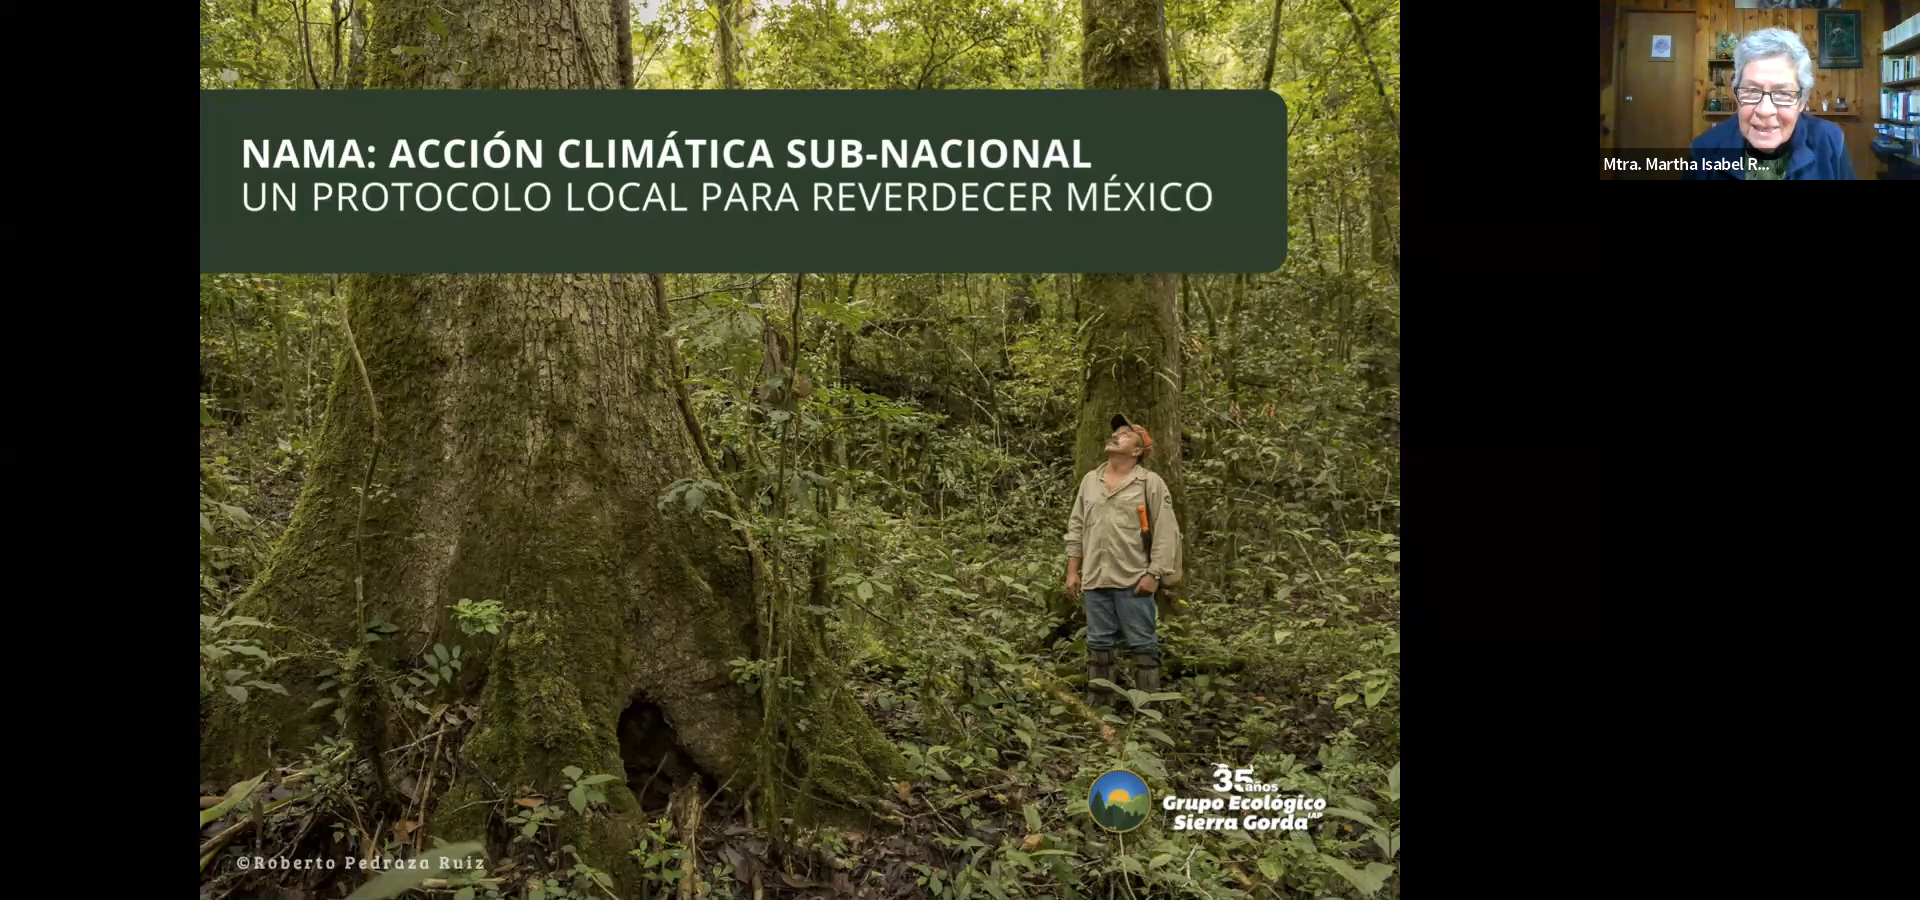 NAMA: ACCIÓN CLIMÁTICA SUB-NACIONAL
UN PROTOCOLO LOCAL PARA REVERDECER MÉXICO
Mtra. Martha Isabel R...
35 años
Grupo Ecológico
Sierra Gorda IAP
©Roberto Pedraza Ruiz